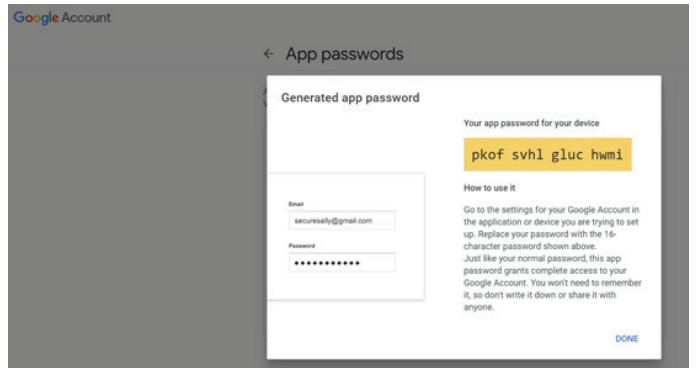 Google Account
← App passwords
Generated app password
Your app password for your device
pkof svhl gluc hwmi
How to use it
Go to the settings for your Google Account in
the application or device you are trying to set
up. Replace your password with the 16-
character password shown above.
Just like your normal password, this app
password grants complete access to your
Google Account. You won't need to remember
it, so don't write it down or share it with
anyone.
Email
securesally@gmail.com
Password
•••••••••••
DONE